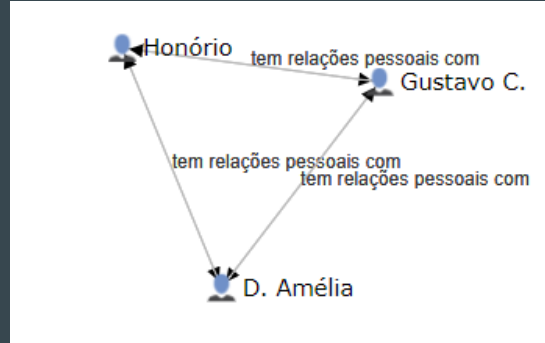 Honório
tem relações pessoais com
Gustavo C.
tem relações pessoais com
tem relações pessoais com
D. Amélia